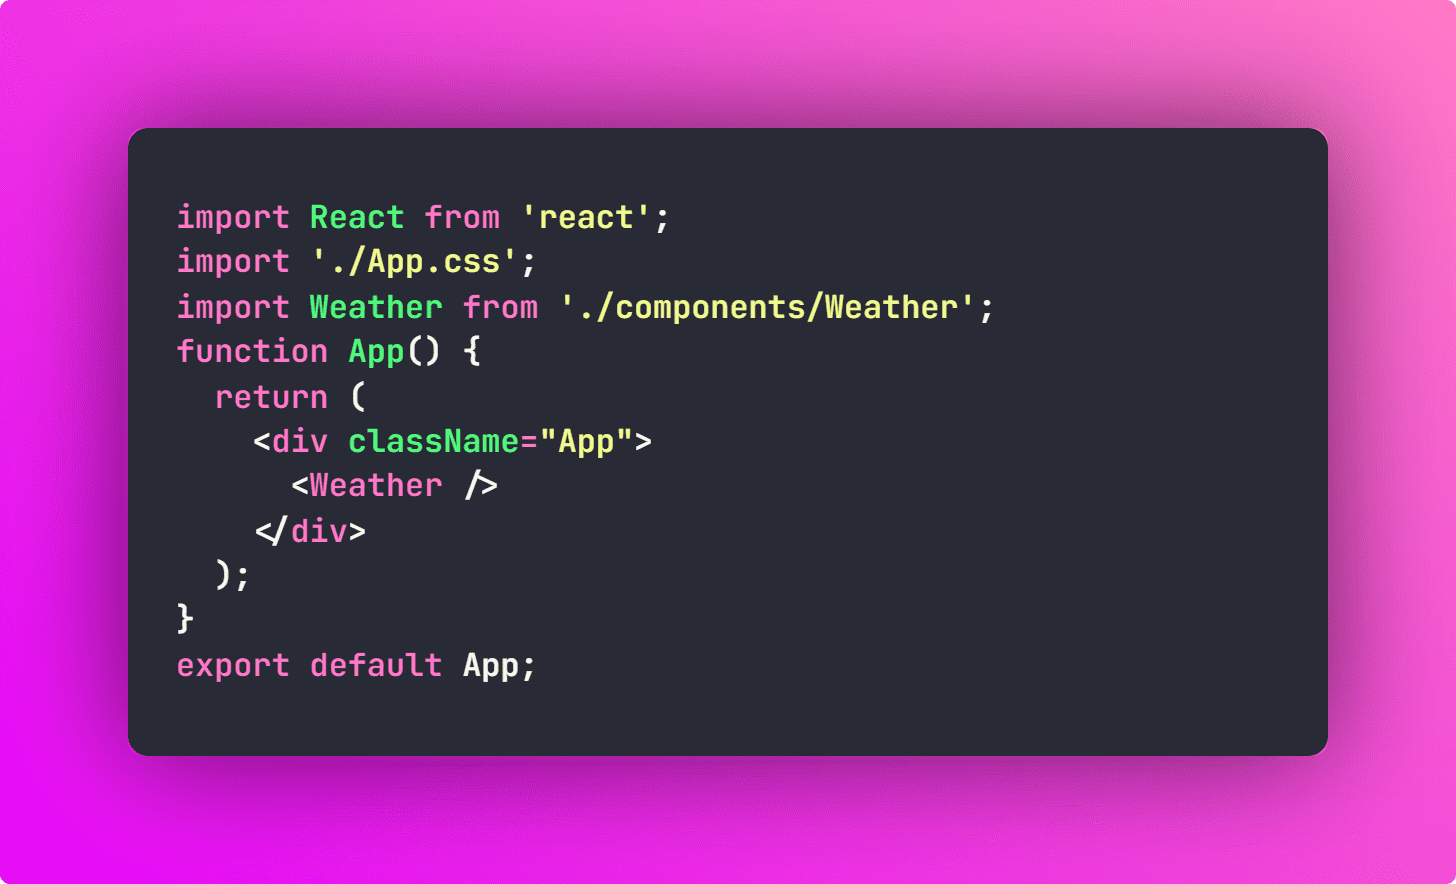 import React from 'react';
import './App.css';
import Weather from './components/Weather';
function App() {
  return (
    <div className="App">
      <Weather />
    </div>
  );
}
export default App;